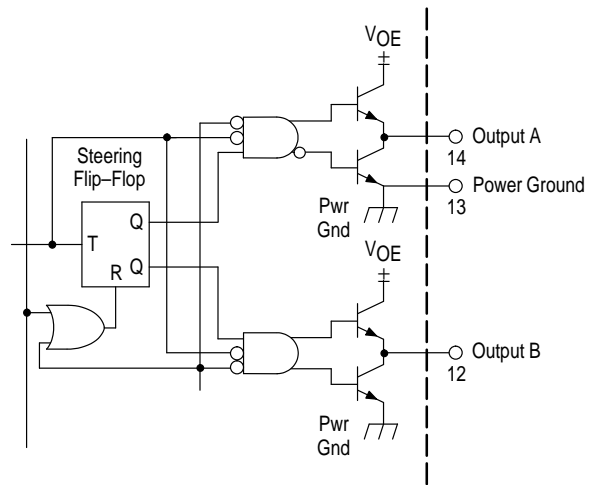 VOE
Output A
14
Steering
Flip–Flop
Power Ground
13
Pwr
Gnd
Q
T
R Q
VOE
Output B
12
Pwr
Gnd